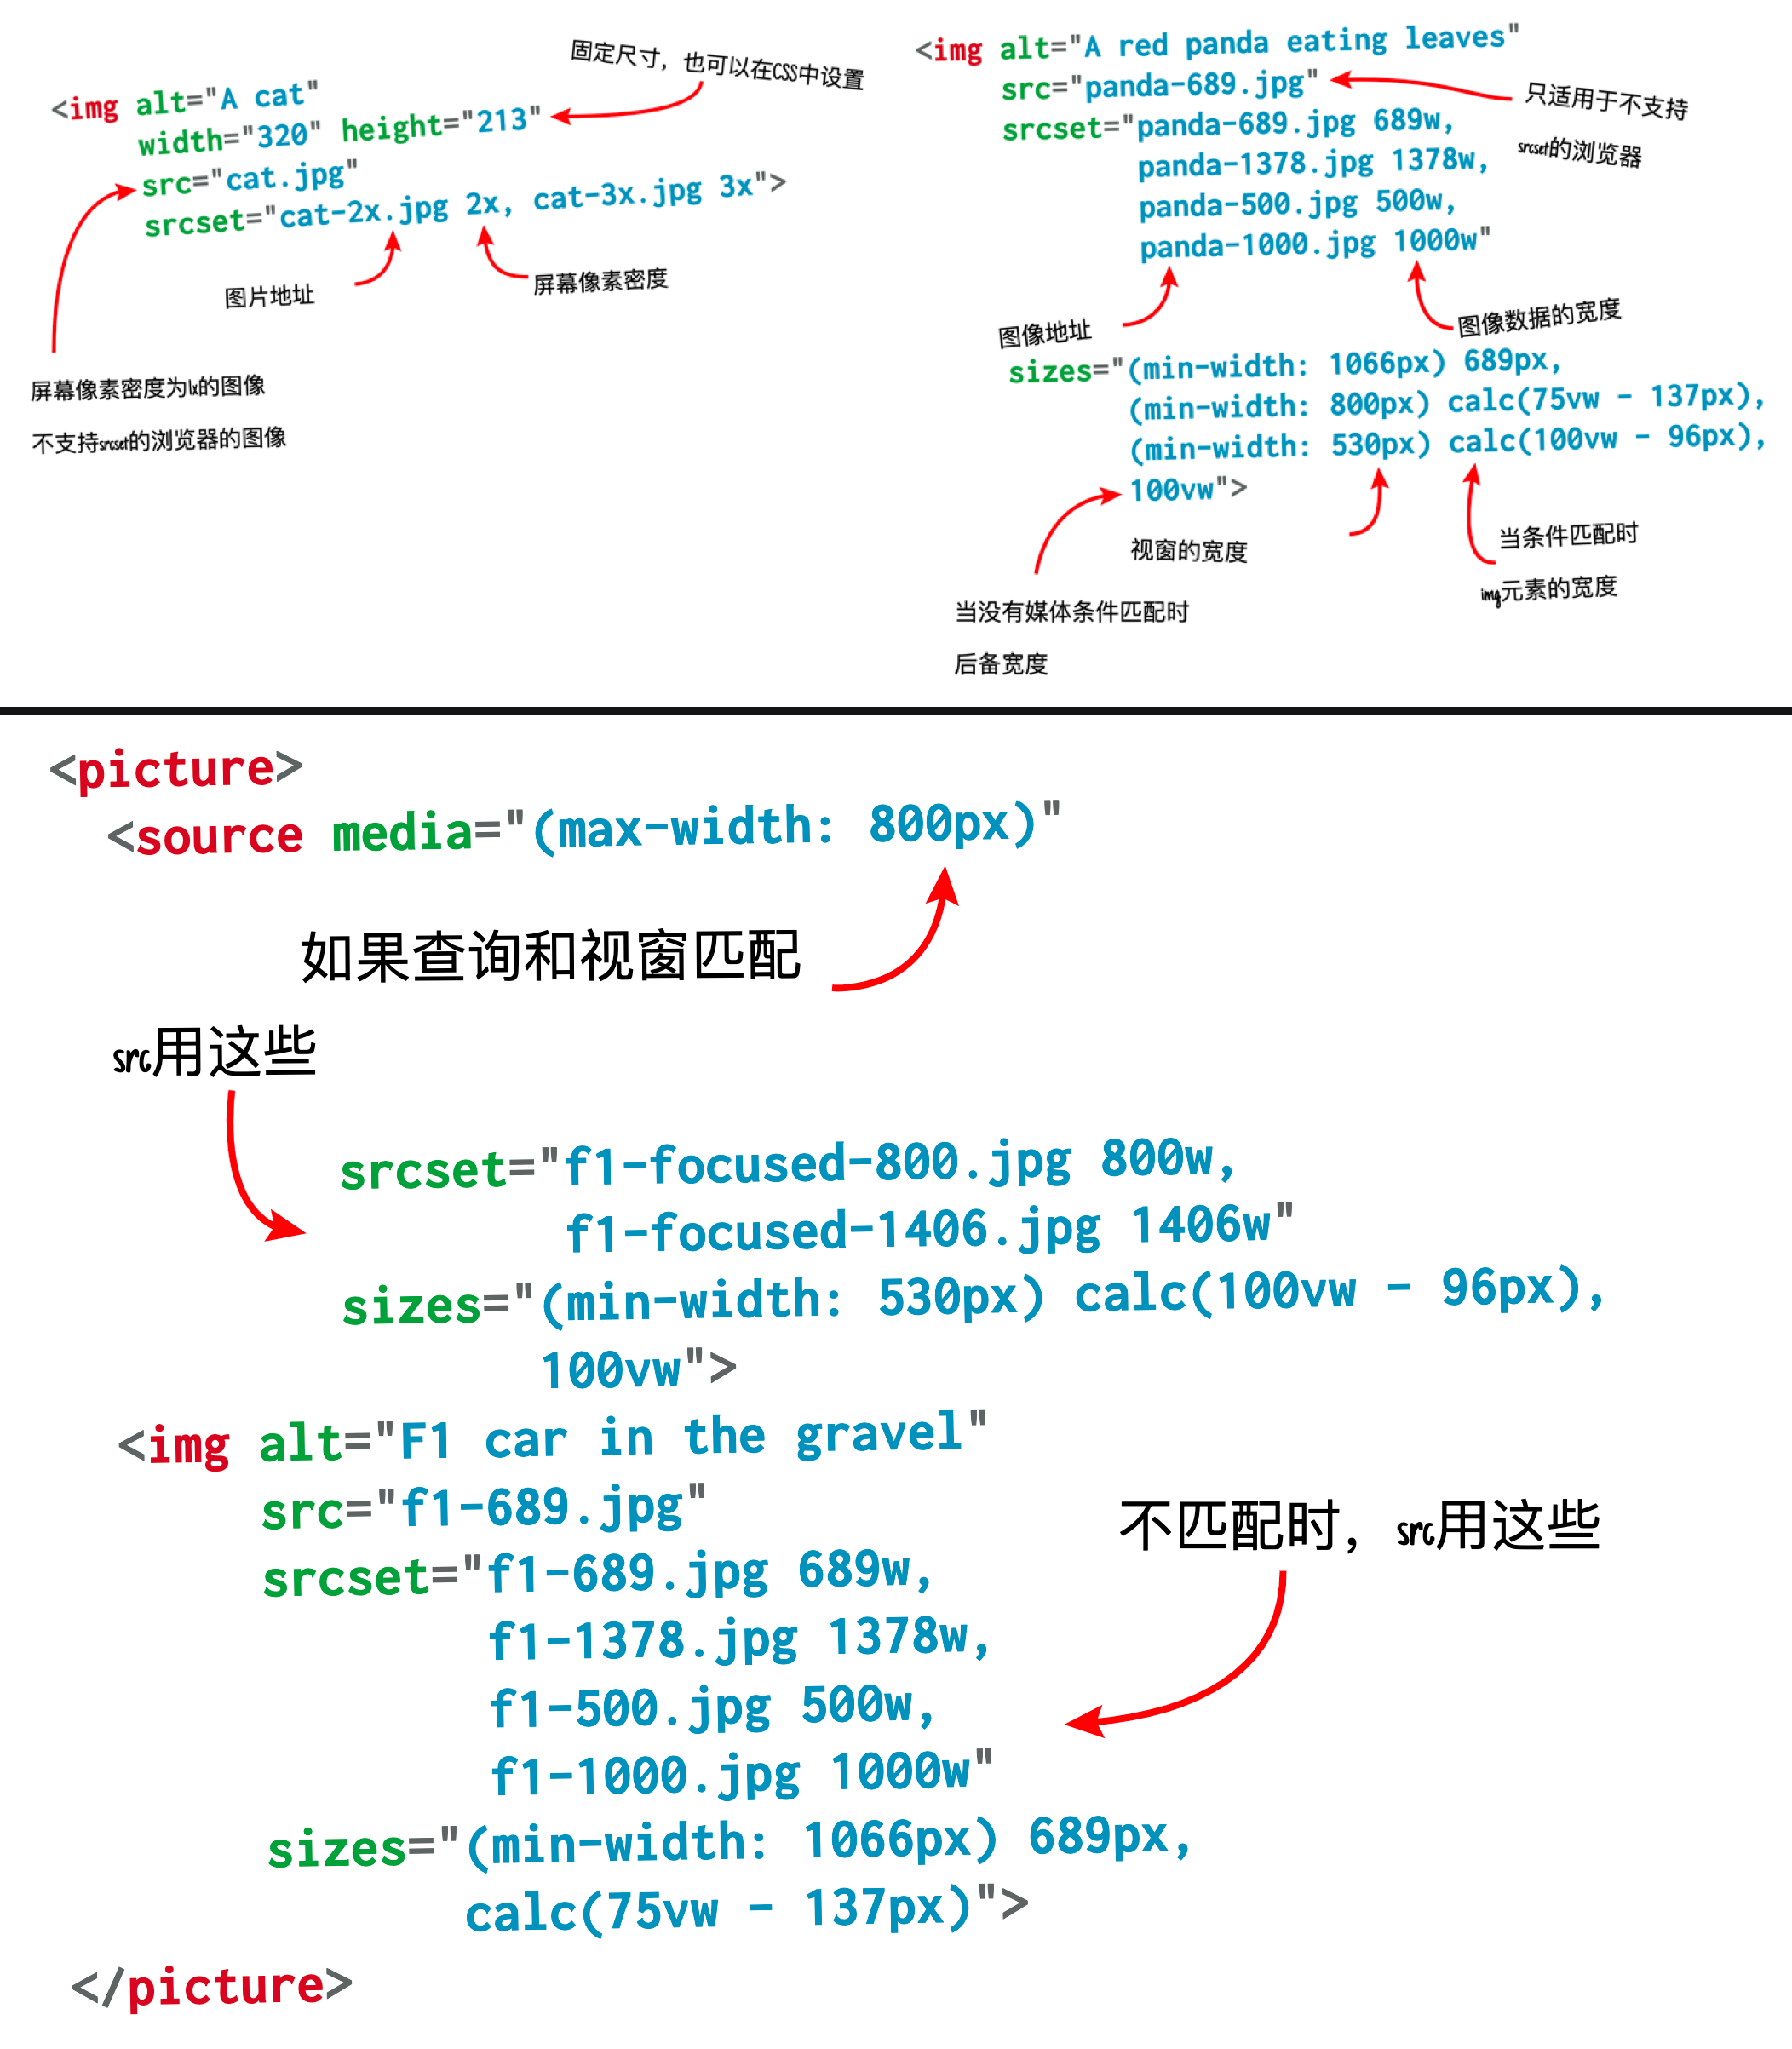 <img alt="A cat"
width="320" height="213"
src="cat.jpg"
srcset="cat-2x.jpg 2x, cat-3x.jpg 3x">
固定尺寸，也可以在CSS中设置
图片地址
屏幕像素密度
屏幕像素密度为1x的图像
不支持srcset的浏览器的图像
<img alt="A red panda eating leaves"
src="panda-689.jpg"
srcset="panda-689.jpg 689w,
panda-1378.jpg 1378w,
panda-500.jpg 500w,
panda-1000.jpg 1000w"
只适用于不支持
srcset的浏览器
图像地址
图像数据的宽度
sizes="(min-width: 1066px) 689px,
(min-width: 800px) calc(75vw - 137px),
(min-width: 530px) calc(100vw - 96px),
100vw">
视窗的宽度
当条件匹配时
img元素的宽度
当没有媒体条件匹配时
后备宽度
<picture>
<source media="(max-width: 800px)"
如果查询和视窗匹配
src用这些
srcset="f1-focused-800.jpg 800w,
f1-focused-1406.jpg 1406w"
sizes="(min-width: 530px) calc(100vw - 96px),
100vw">
<img alt="F1 car in the gravel"
src="f1-689.jpg"
不匹配时，src用这些
srcset="f1-689.jpg 689w,
f1-1378.jpg 1378w,
f1-500.jpg 500w,
f1-1000.jpg 1000w"
sizes="(min-width: 1066px) 689px,
calc(75vw - 137px)">
</picture>